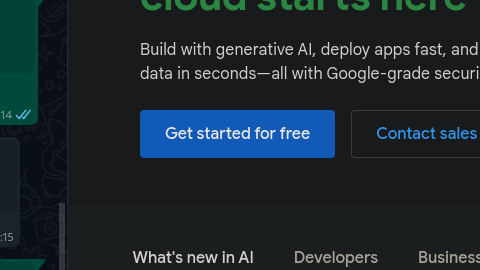 cloud starts here
Build with generative AI, deploy apps fast, and
data in seconds—all with Google-grade securi
14
Get started for free
Contact sales
:15
What's new in AI
Developers
Business